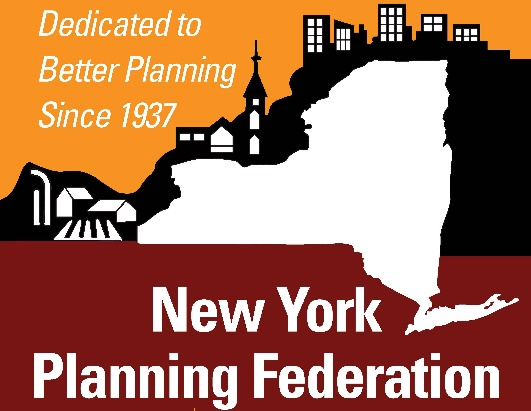 Dedicated to
Better Planning
Since 1937
New York
Planning Federation